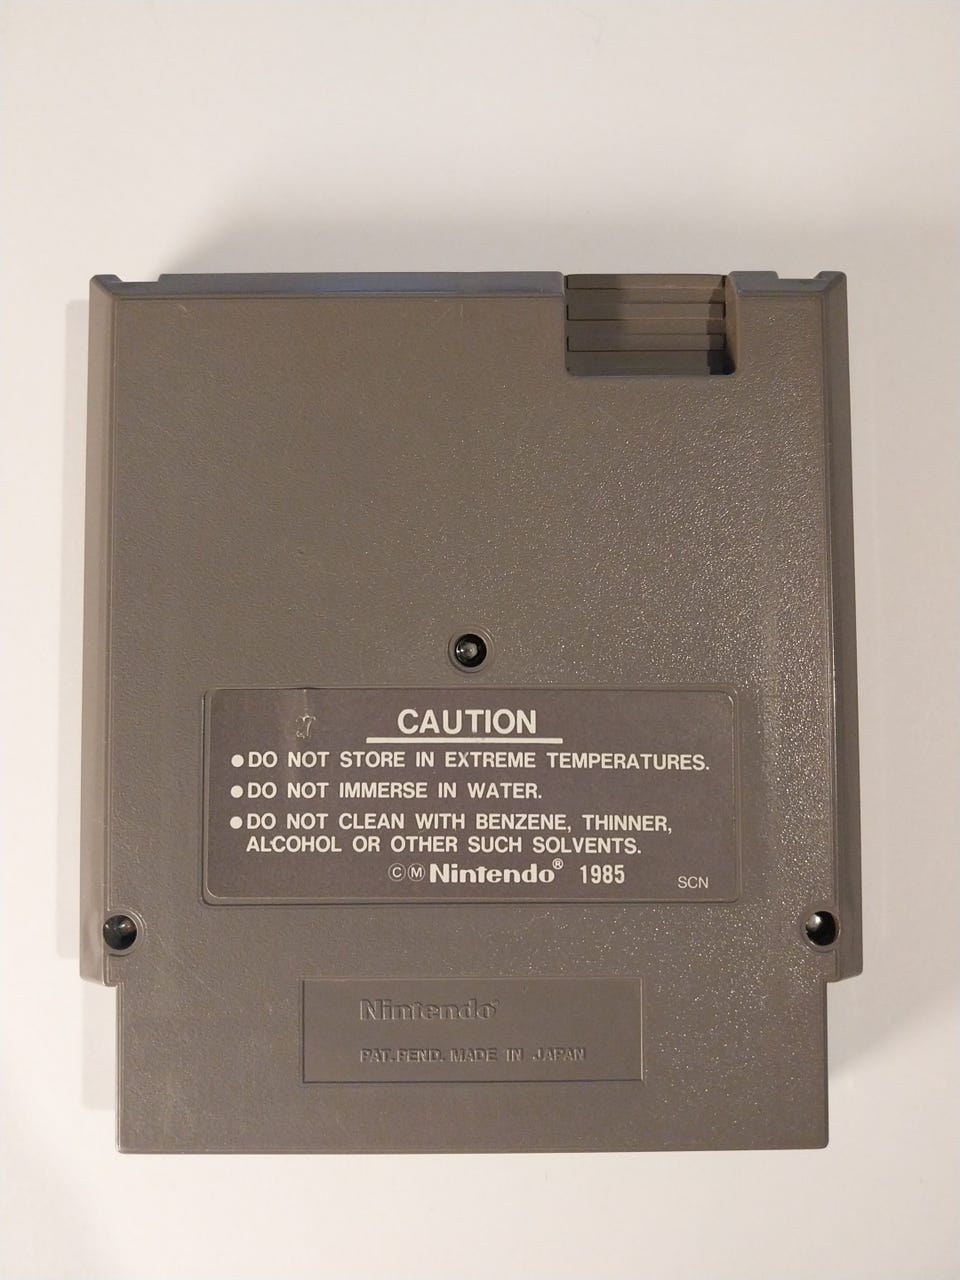 CAUTION
●DO NOT STORE IN EXTREME TEMPERATURES.
●DO NOT IMMERSE IN WATER.
●DO NOT CLEAN WITH BENZENE, THINNER,
ALCOHOL OR OTHER SUCH SOLVENTS.
ⒸⓂNintendo® 1985
SCN
Nintendo®
PAT. PEND. MADE IN JAPAN